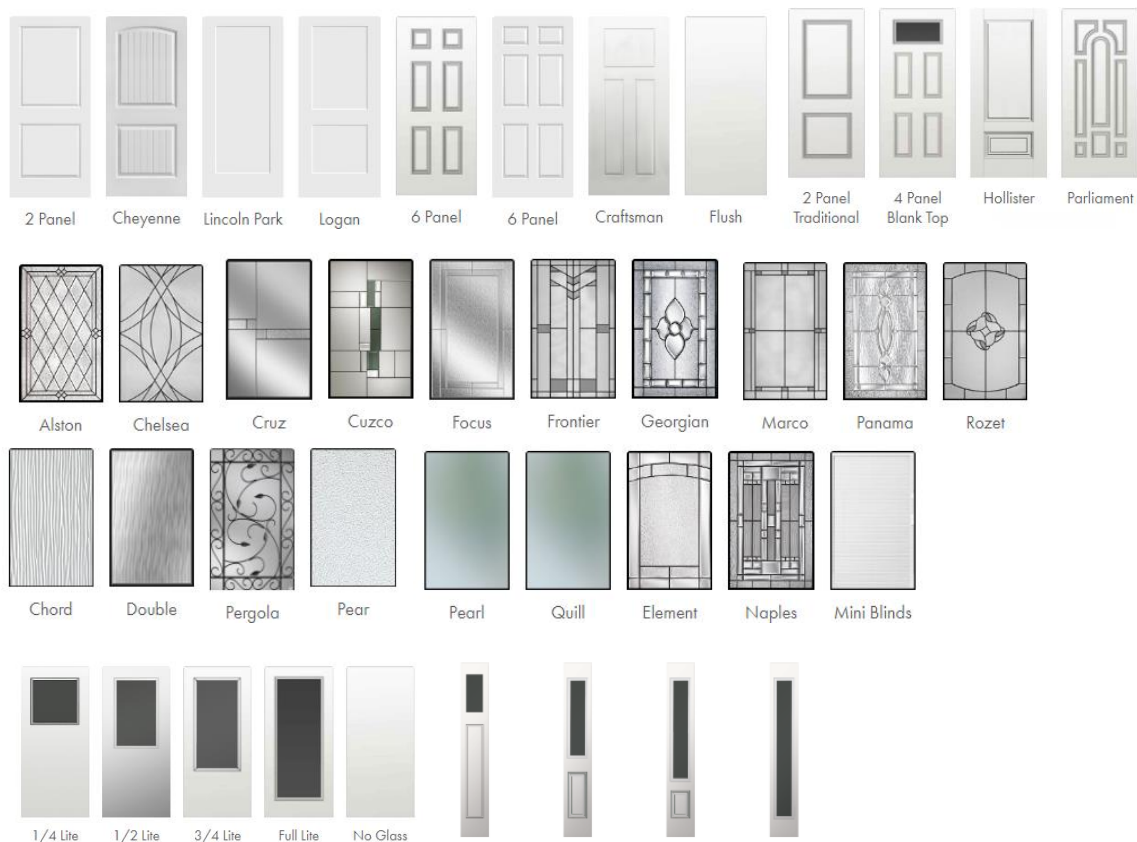 2 Panel
Cheyenne
Lincoln Park
Logan
6 Panel
6 Panel
Craftsman
Flush
2 Panel
Traditional
4 Panel
Blank Top
Hollister
Parliament
Alston
Chelsea
Cruz
Cuzco
Focus
Frontier
Georgian
Marco
Panama
Rozet
Chord
Double
Pergola
Pear
Pearl
Quill
Element
Naples
Mini Blinds
1/4 Lite
1/2 Lite
3/4 Lite
Full Lite
No Glass